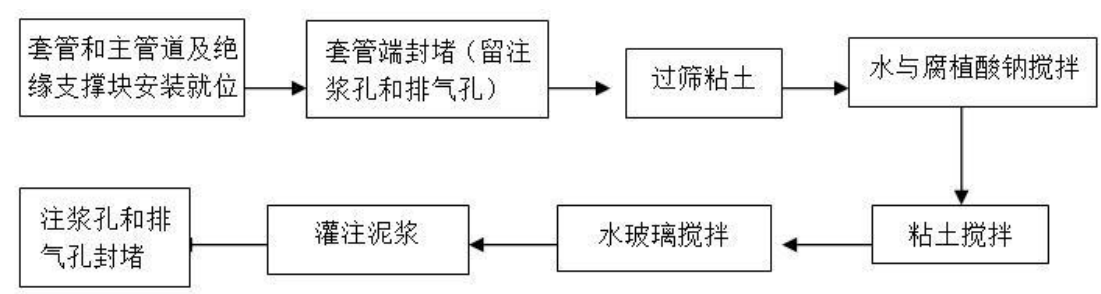 套管和主管道及绝
缘支撑块安装就位
套管端封堵（留注
浆孔和排气孔）
过筛粘土
水与腐植酸钠搅拌
粘土搅拌
水玻璃搅拌
灌注泥浆
注浆孔和排
气孔封堵